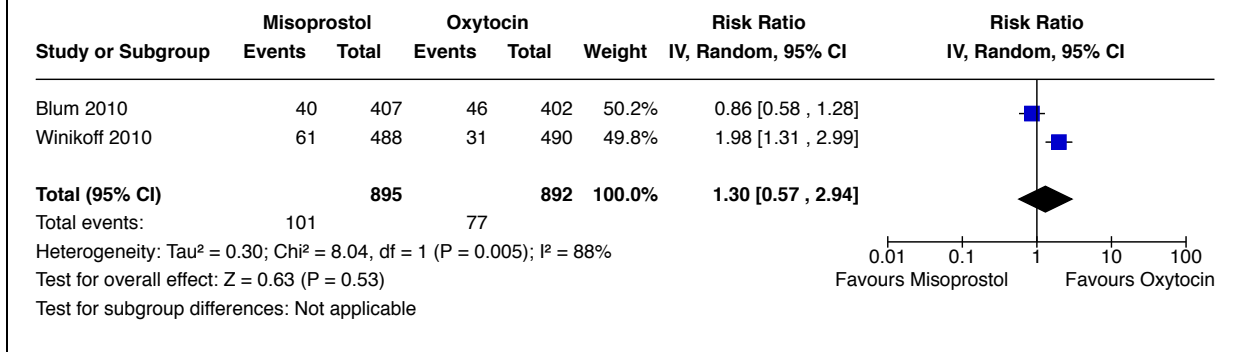 Misoprostol Oxytocin Risk Ratio Risk Ratio
Study or Subgroup Events Total Events Total Weight IV, Random, 95% CI IV, Random, 95% CI
Blum 2010 40 407 46 402 50.2% 0.86 [0.58 , 1.28]
Winikoff 2010 61 488 31 490 49.8% 1.98 [1.31 , 2.99]
Total (95% CI) 895 892 100.0% 1.30 [0.57 , 2.94]
Total events: 101 77
Heterogeneity: Tau² = 0.30; Chi² = 8.04, df = 1 (P = 0.005); I² = 88%
0.01 0.1 1 10 100
Test for overall effect: Z = 0.63 (P = 0.53)
Favours Misoprostol Favours Oxytocin
Test for subgroup differences: Not applicable